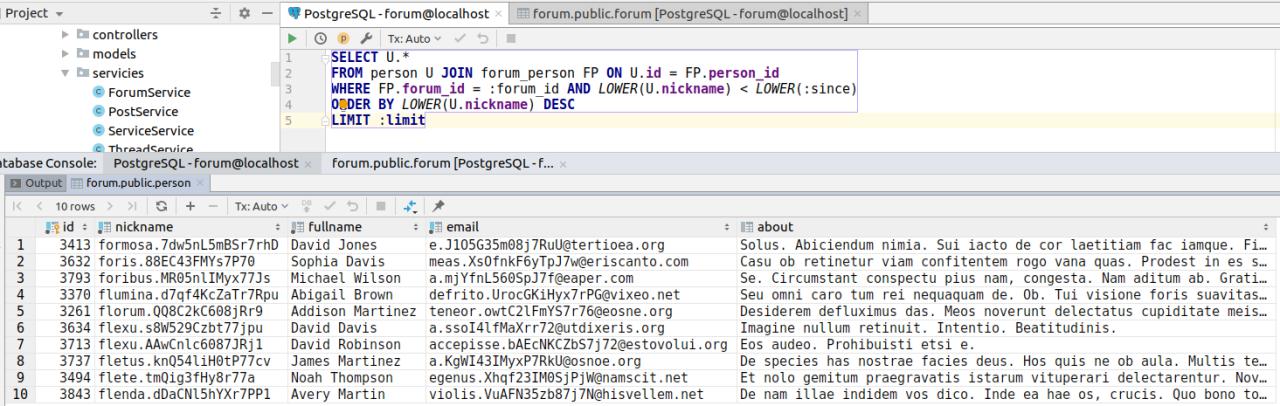 Project
controllers
models
servicies
ForumService
PostService
ServiceService
ThreadService
PostgreSQL - forum@localhost
forum.public.forum [PostgreSQL - forum@localhost]
Tx: Auto
1 SELECT U.*
2 FROM person U JOIN forum_person FP ON U.id = FP.person_id
3 WHERE FP.forum_id = :forum_id AND LOWER(U.nickname) < LOWER(:since)
4 ORDER BY LOWER(U.nickname) DESC
5 LIMIT :limit
atabase Console: PostgreSQL - forum@localhost forum.public.forum [PostgreSQL - f...
Output forum.public.person
10 rows Tx: Auto DB
id nickname fullname email about
1 3413 formosa.7dw5nL5mBSr7rhD David Jones e.J1O5G35m08j7RuU@tertioea.org Solus. Abiciendum nimia. Sui iacto de cor laetitiam fac iamque. Fi…
2 3632 foris.88EC43FMYs7P70 Sophia Davis meas.XsOfnkF6yTpJ7w@eriscanto.com Casu ob retinetur viam confitentem rogo vana quas. Prodest in es s…
3 3793 foribus.MR05nlIMyx77Js Michael Wilson a.mjYfnL560SpJ7f@eaper.com Se. Circumstant conspectu pius nam, congesta. Nam aditum ab. Grati…
4 3370 flumina.d7qf4KcZaTr7Rpu Abigail Brown defrito.UrocGKiHyx7rPG@vixeo.net Seu omni caro tum rei nequaquam de. Ob. Tui visione foris suavitas…
5 3261 florum.QQ8C2kC608jRr9 Addison Martinez teneor.owtC2lFmYS7r76@eosne.org Desiderem defluximus das. Meos noverunt delectatus cupiditate meis…
6 3634 flexu.s8W529Czbt77jpu David Davis a.ssoI4lfMaXrr72@utdixeris.org Imagine nullum retinuit. Intentio. Beatitudinis.
7 3713 flexu.AAwCnlc6087JRj1 David Robinson accepisse.bAEcNKCZbS7j72@estovolui.org Eos audeo. Prohibuisti etsi e.
8 3737 fletus.knQ54liH0tP77cv James Martinez a.KgWI43IMyxP7RkU@osnoe.org De species has nostrae facies deus. Hos quis ne ob aula. Multis te…
9 3494 flete.tmQig3fHy8r77a Noah Thompson egenus.Xhqf23IM0SjPjW@namscit.net Et nolo gemitum praegravatis istarum vituperari delectarentur. Nov…
10 3843 flenda.dDaCNl5hYXr7PP1 Avery Martin violis.VuAFN35zb87j7N@hisvellem.net De nam illae indidem vos dico. Inde ea hae os, crucis. Quo bono to…